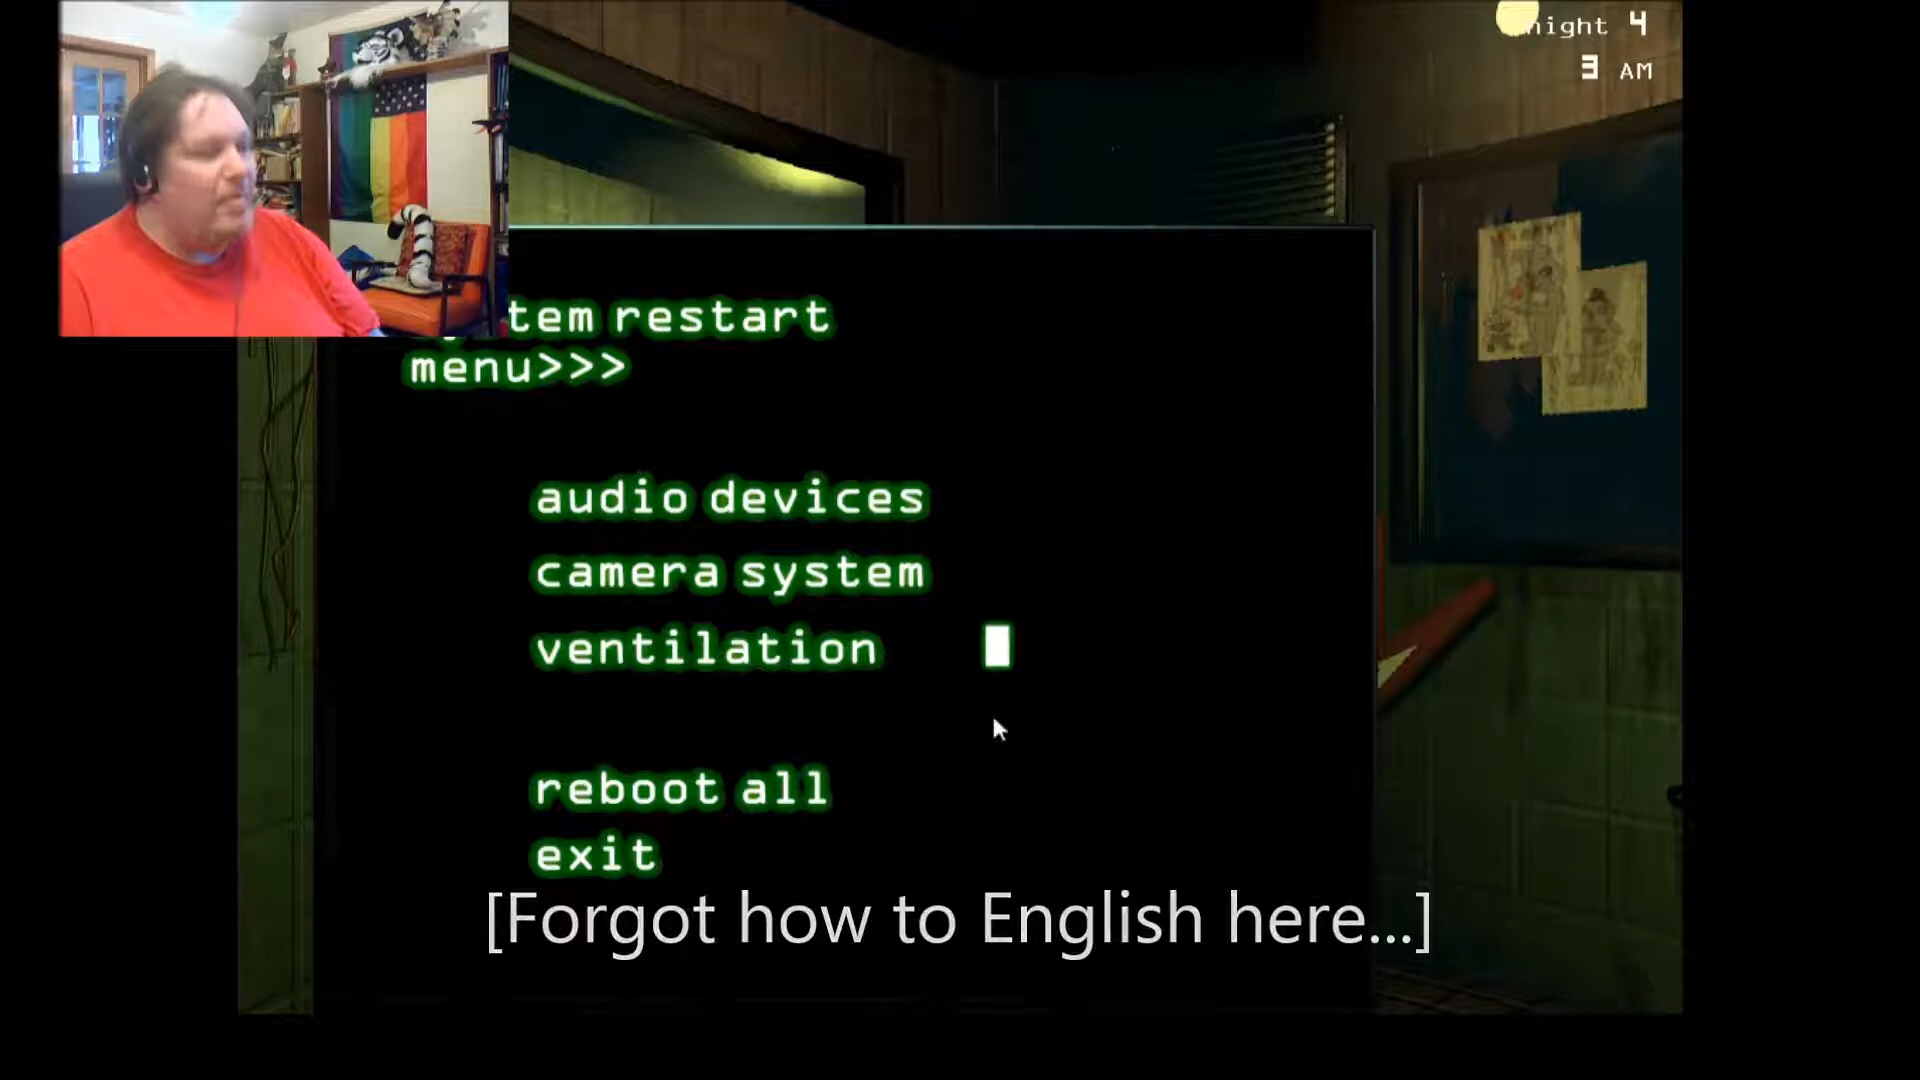 night 4
3 AM
tem restart
menu>>>
audio devices
camera system
ventilation
reboot all
exit
[Forgot how to English here...]